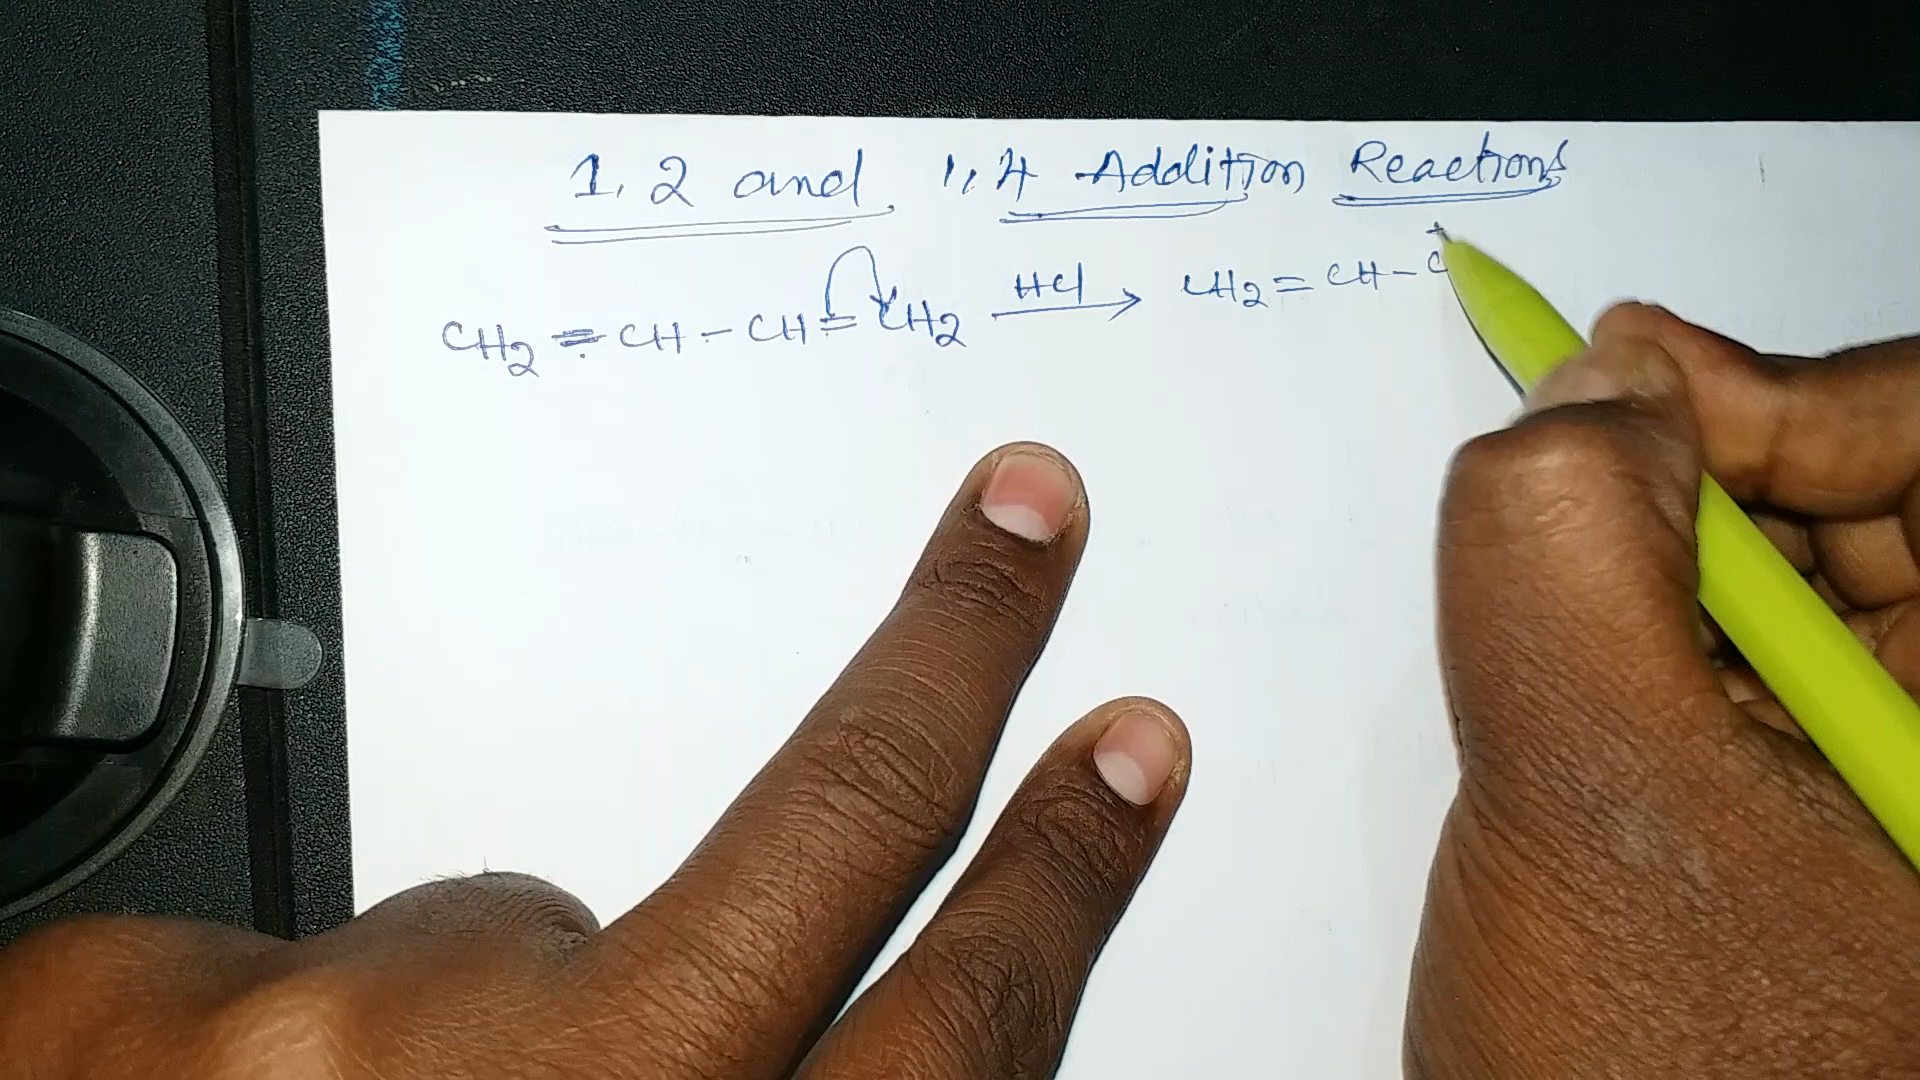 1,2 and 1,4 Addition Reactions
CH2 = CH - CH = CH2 HCl → CH2 = CH - C +